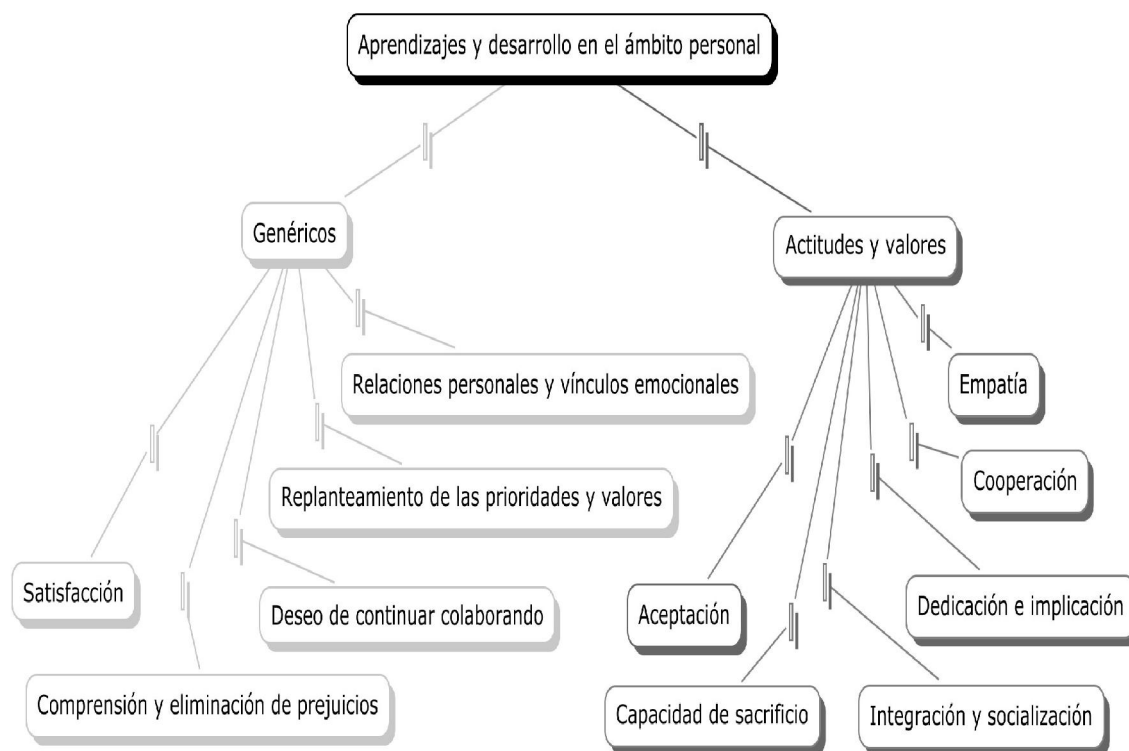 Aprendizajes y desarrollo en el ámbito personal
Genéricos
Actitudes y valores
Relaciones personales y vínculos emocionales
Empatía
Replanteamiento de las prioridades y valores
Cooperación
Satisfacción
Deseo de continuar colaborando
Aceptación
Dedicación e implicación
Comprensión y eliminación de prejuicios
Capacidad de sacrificio
Integración y socialización